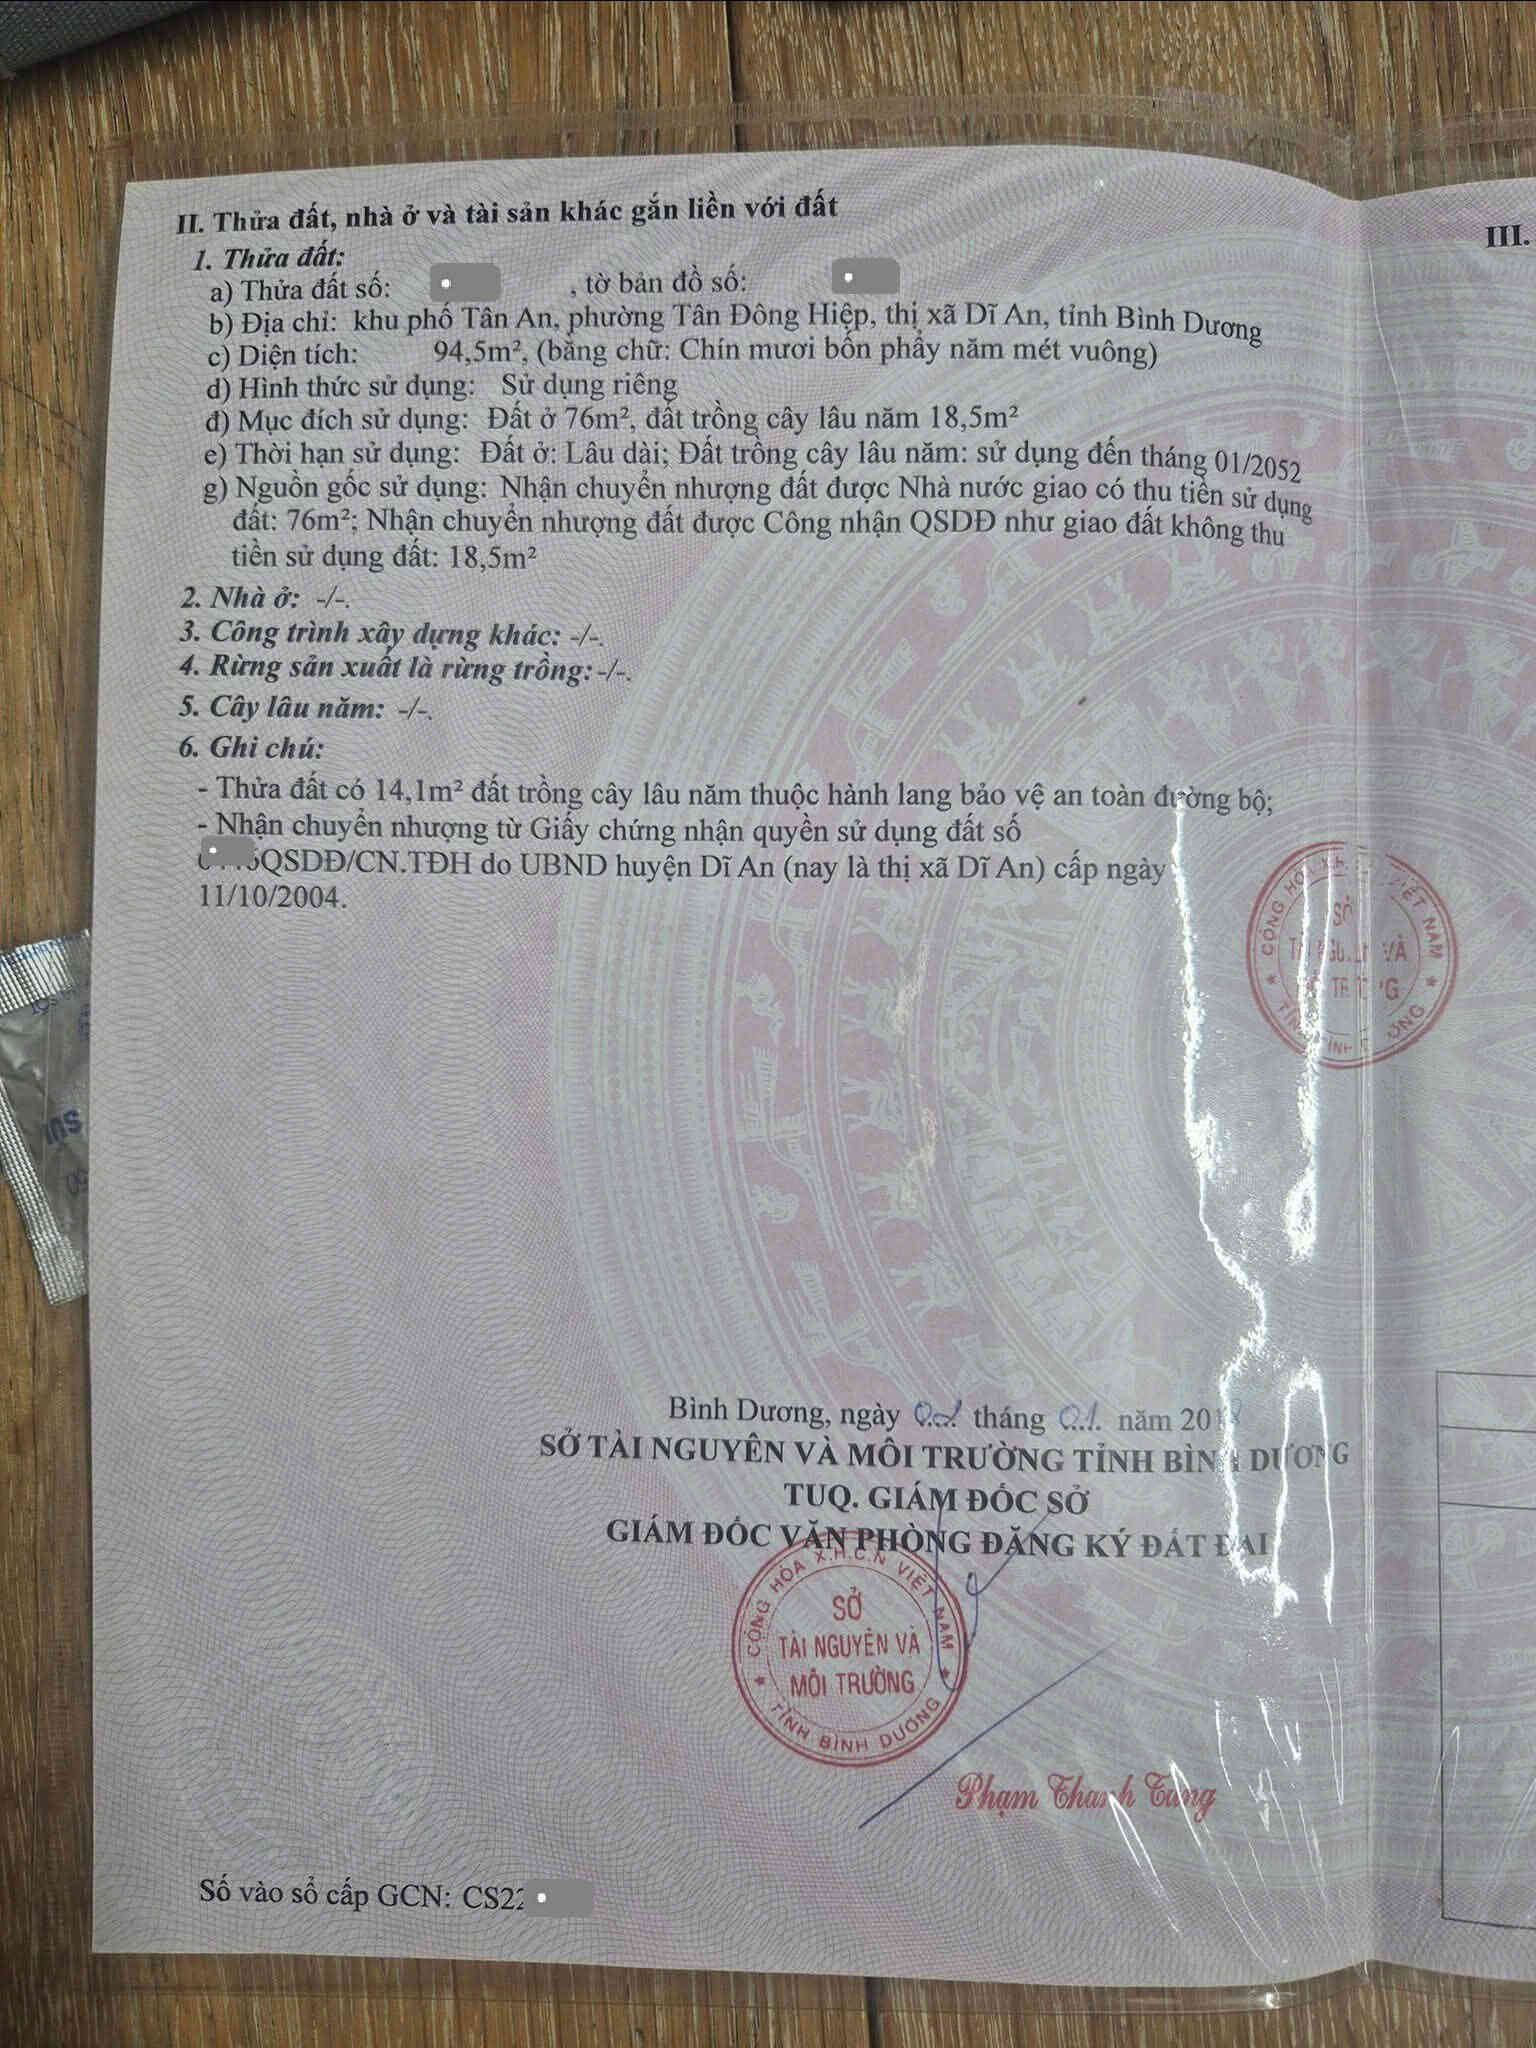 II. Thửa đất, nhà ở và tài sản khác gắn liền với đất
III.
1. Thửa đất:
a) Thửa đất số: , tờ bản đồ số:
b) Địa chỉ: khu phố Tân An, phường Tân Đông Hiệp, thị xã Dĩ An, tỉnh Bình Dương
c) Diện tích: 94,5m², (bằng chữ: Chín mươi bốn phẩy năm mét vuông)
d) Hình thức sử dụng: Sử dụng riêng
đ) Mục đích sử dụng: Đất ở 76m², đất trồng cây lâu năm 18,5m²
e) Thời hạn sử dụng: Đất ở: Lâu dài; Đất trồng cây lâu năm: sử dụng đến tháng 01/2052
g) Nguồn gốc sử dụng: Nhận chuyển nhượng đất được Nhà nước giao có thu tiền sử dụng
đất: 76m²; Nhận chuyển nhượng đất được Công nhận QSDĐ như giao đất không thu
tiền sử dụng đất: 18,5m²
2. Nhà ở: -/-.
3. Công trình xây dựng khác: -/-.
4. Rừng sản xuất là rừng trồng: -/-.
5. Cây lâu năm: -/-.
6. Ghi chú:
- Thửa đất có 14,1m² đất trồng cây lâu năm thuộc hành lang bảo vệ an toàn đường bộ;
- Nhận chuyển nhượng từ Giấy chứng nhận quyền sử dụng đất số
QSDĐ/CN.TĐH do UBND huyện Dĩ An (nay là thị xã Dĩ An) cấp ngày
11/10/2004.
CỘNG HÒA X.H. VIỆT NAM
SỞ
VÀ
Bình Dương, ngày 02 tháng 01 năm 2018
SỞ TÀI NGUYÊN VÀ MÔI TRƯỜNG TỈNH BÌNH DƯƠNG
TUQ. GIÁM ĐỐC SỞ
GIÁM ĐỐC VĂN PHÒNG ĐĂNG KÝ ĐẤT ĐAI
CỘNG HÒA X.H.C.N VIỆT NAM
SỞ
TÀI NGUYÊN VÀ
MÔI TRƯỜNG
TỈNH BÌNH DƯƠNG
Phạm Thanh Tùng
Số vào sổ cấp GCN: CS22